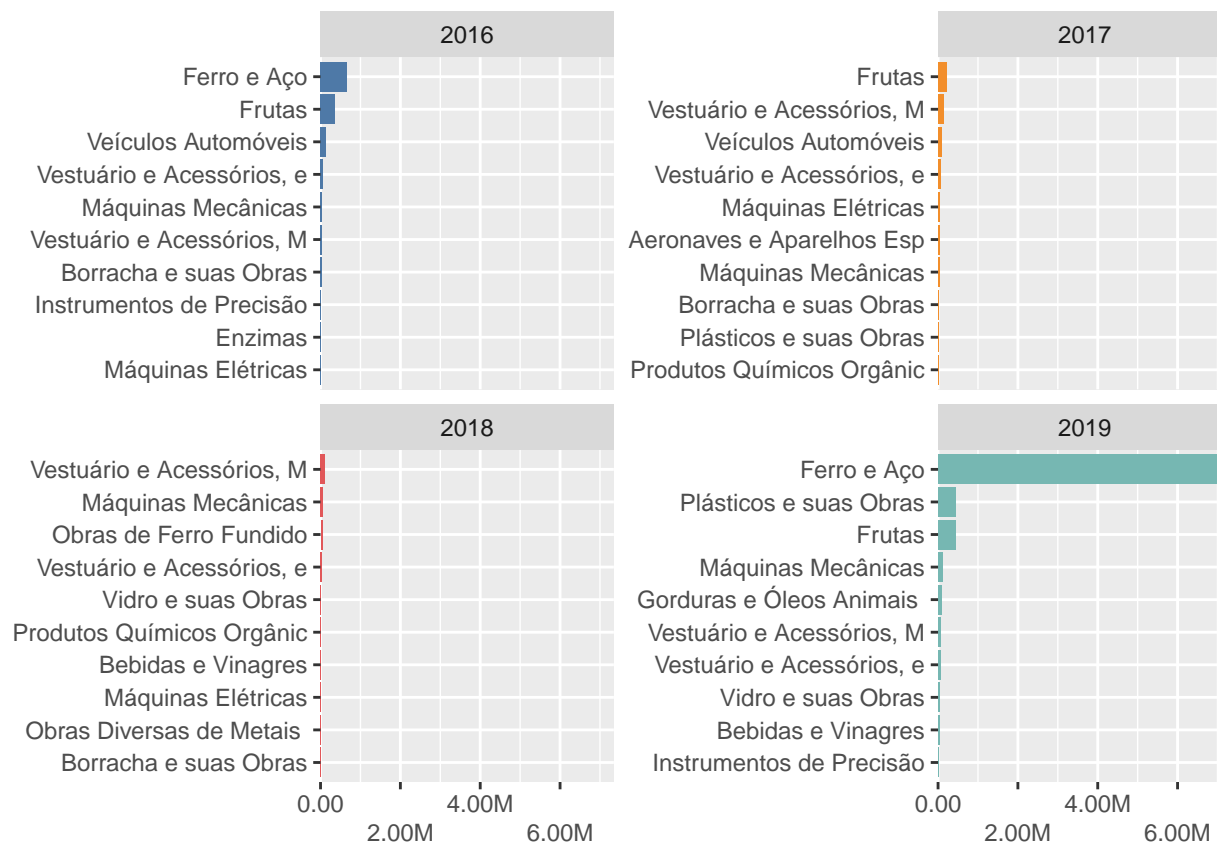 2016
Ferro e Aço
Frutas
Veículos Automóveis
Vestuário e Acessórios, e
Máquinas Mecânicas
Vestuário e Acessórios, M
Borracha e suas Obras
Instrumentos de Precisão
Enzimas
Máquinas Elétricas
2017
Frutas
Vestuário e Acessórios, M
Veículos Automóveis
Vestuário e Acessórios, e
Máquinas Elétricas
Aeronaves e Aparelhos Esp
Máquinas Mecânicas
Borracha e suas Obras
Plásticos e suas Obras
Produtos Químicos Orgânic
2018
Vestuário e Acessórios, M
Máquinas Mecânicas
Obras de Ferro Fundido
Vestuário e Acessórios, e
Vidro e suas Obras
Produtos Químicos Orgânic
Bebidas e Vinagres
Máquinas Elétricas
Obras Diversas de Metais
Borracha e suas Obras
0.00 4.00M
2.00M 6.00M
2019
Ferro e Aço
Plásticos e suas Obras
Frutas
Máquinas Mecânicas
Gorduras e Óleos Animais
Vestuário e Acessórios, M
Vestuário e Acessórios, e
Vidro e suas Obras
Bebidas e Vinagres
Instrumentos de Precisão
0.00 4.00M
2.00M 6.00M